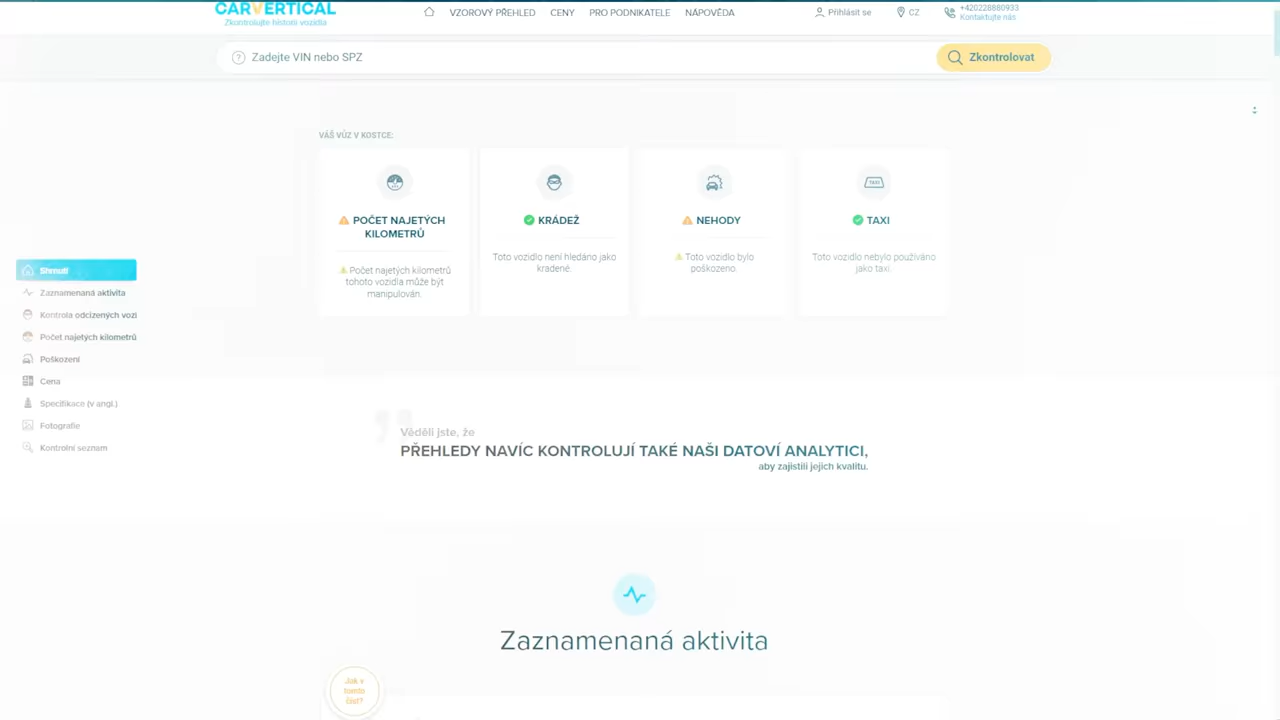 CARVERTICAL
Zkontrolujte historii vozidla
VZOROVÝ PŘEHLED
CENY
PRO PODNIKATELE
NÁPOVĚDA
Přihlásit se
CZ
+420228880933
Kontaktujte nás
? Zadejte VIN nebo SPZ
Zkontrolovat
VÁŠ VŮZ V KOSTCE:
POČET NAJETÝCH
KILOMETRŮ
Počet najetých kilometrů
tohoto vozidla může být
manipulován.
KRÁDEŽ
Toto vozidlo není hledáno jako
kradené.
NEHODY
Toto vozidlo bylo
poškozeno.
TAXI
TAXI
Toto vozidlo nebylo používáno
jako taxi.
Shrnutí
Zaznamenaná aktivita
Kontrola odcizených vozi
Počet najetých kilometrů
Poškození
Cena
Specifikace (v angl.)
Fotografie
Kontrolní seznam
Věděli jste, že
PŘEHLEDY NAVÍC KONTROLUJÍ TAKÉ NAŠI DATOVÍ ANALYTICI,
aby zajistili jejich kvalitu.
Zaznamenaná aktivita
číst?